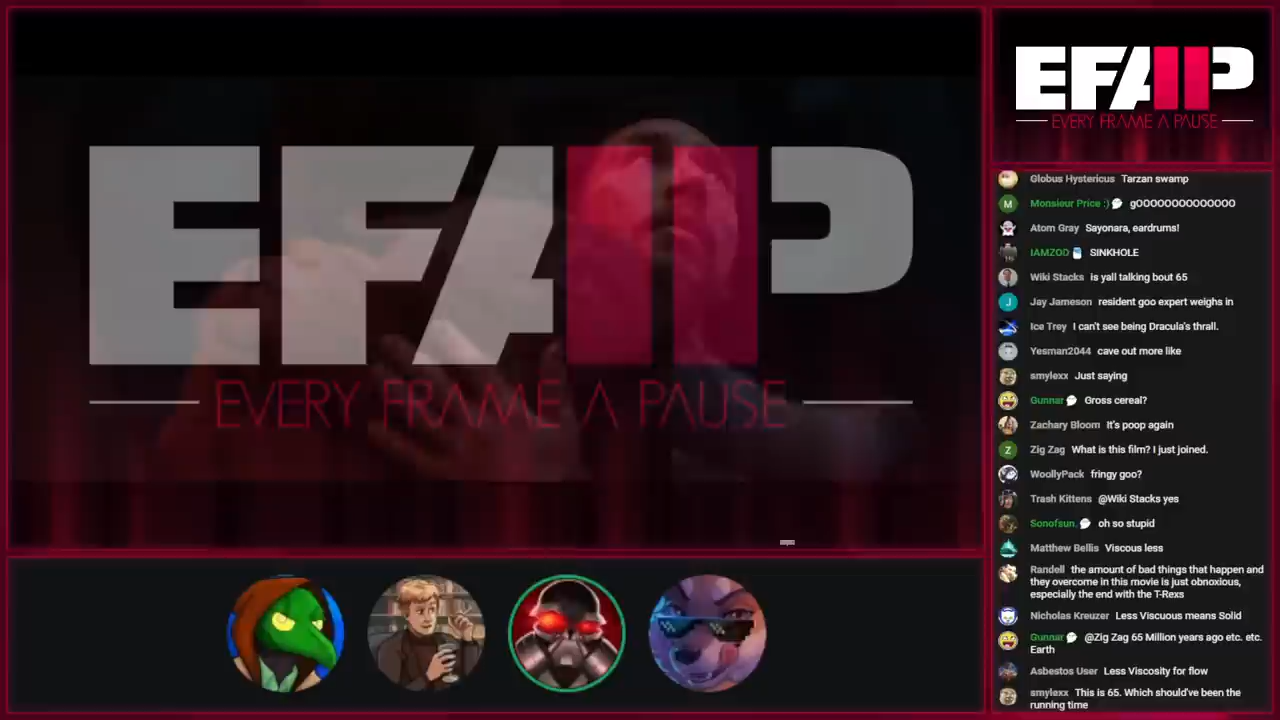 EFAP
EVERY FRAME A PAUSE
EFAP
EVERY FRAME A PAUSE
Globus Hystericus Tarzan swamp
M Monsieur Price :) gOOOOOOOOOOOOOO
Atom Gray Sayonara, eardrums!
IAMZOD SINKHOLE
Wiki Stacks is yall talking bout 65
J Jay Jameson resident goo expert weighs in
Ice Trey I can't see being Dracula's thrall.
Yesman2044 cave out more like
smylexx Just saying
Gunnar Gross cereal?
Zachary Bloom It's poop again
Z Zig Zag What is this film? I just joined.
WoollyPack fringy goo?
Trash Kittens @Wiki Stacks yes
Sonofsun. oh so stupid
Matthew Bellis Viscous less
Randell the amount of bad things that happen and
they overcome in this movie is just obnoxious,
especially the end with the T-Rexs
Nicholas Kreuzer Less Viscuous means Solid
Gunnar @Zig Zag 65 Million years ago etc. etc.
Earth
Asbestos User Less Viscosity for flow
smylexx This is 65. Which should've been the
running time